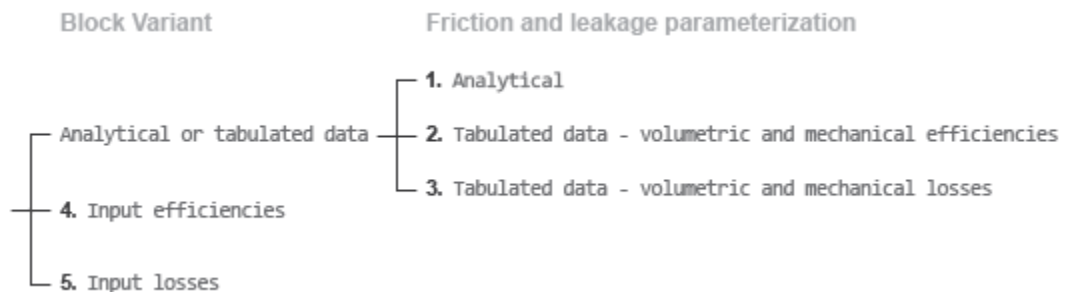 Block Variant
Friction and leakage parameterization
1. Analytical
Analytical or tabulated data
2. Tabulated data - volumetric and mechanical efficiencies
3. Tabulated data - volumetric and mechanical losses
4. Input efficiencies
5. Input losses